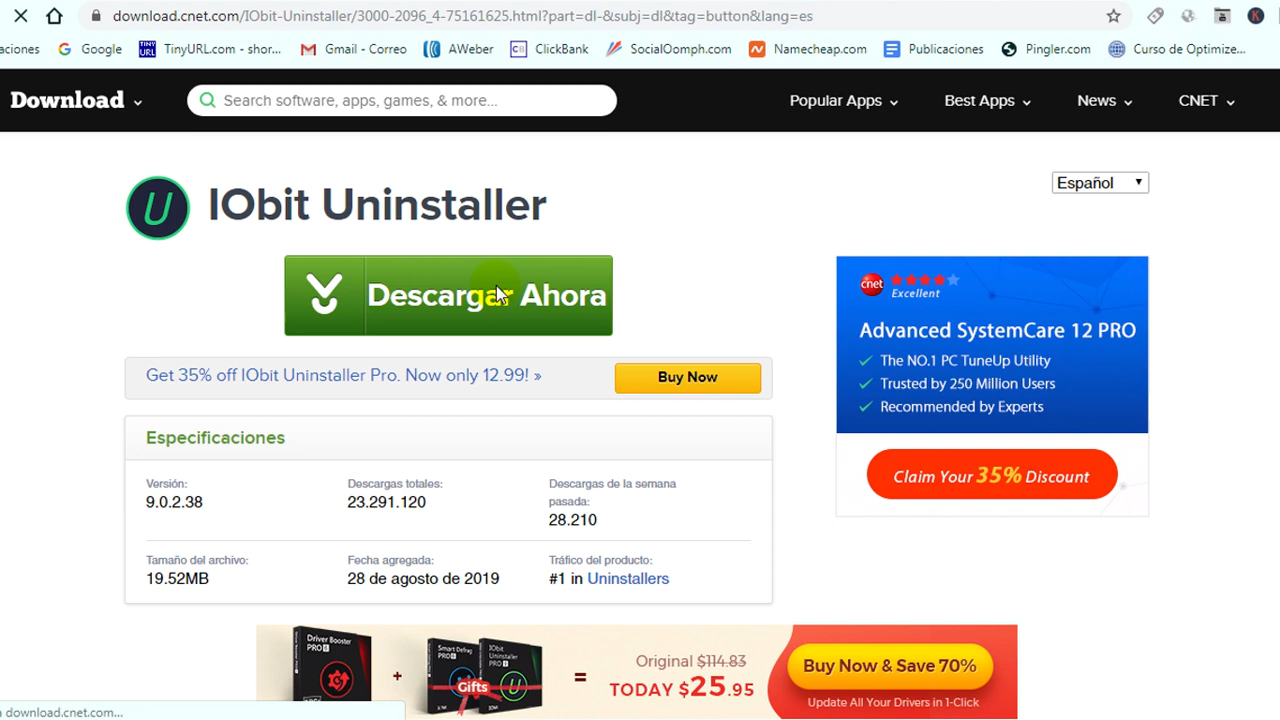 download.cnet.com/IObit-Uninstaller/3000-2096_4-75161625.html?part=dl-&subj=dl&tag=button&lang=es
aciones Google TinyURL.com - shor... Gmail - Correo AWeber CB ClickBank SocialOomph.com Namecheap.com Publicaciones Pingler.com Curso de Optimize...
Download Search software, apps, games, & more... Popular Apps Best Apps News CNET
U IObit Uninstaller
Español
Descargar Ahora
Get 35% off IObit Uninstaller Pro. Now only 12.99! »
Buy Now
Especificaciones
Versión:
9.0.2.38
Descargas totales:
23.291.120
Descargas de la semana
pasada:
28.210
Tamaño del archivo:
19.52MB
Fecha agregada:
28 de agosto de 2019
Tráfico del producto:
#1 in Uninstallers
cnet
Excellent
Advanced SystemCare 12 PRO
The NO.1 PC TuneUp Utility
Trusted by 250 Million Users
Recommended by Experts
Claim Your 35% Discount
Driver Booster
PRO
+
Smart Defrag
PRO
IObit
Uninstaller
PRO
Gifts
=
Original $114.83
TODAY $25.95
Buy Now & Save 70%
Update All Your Drivers in 1-Click
download.cnet.com...